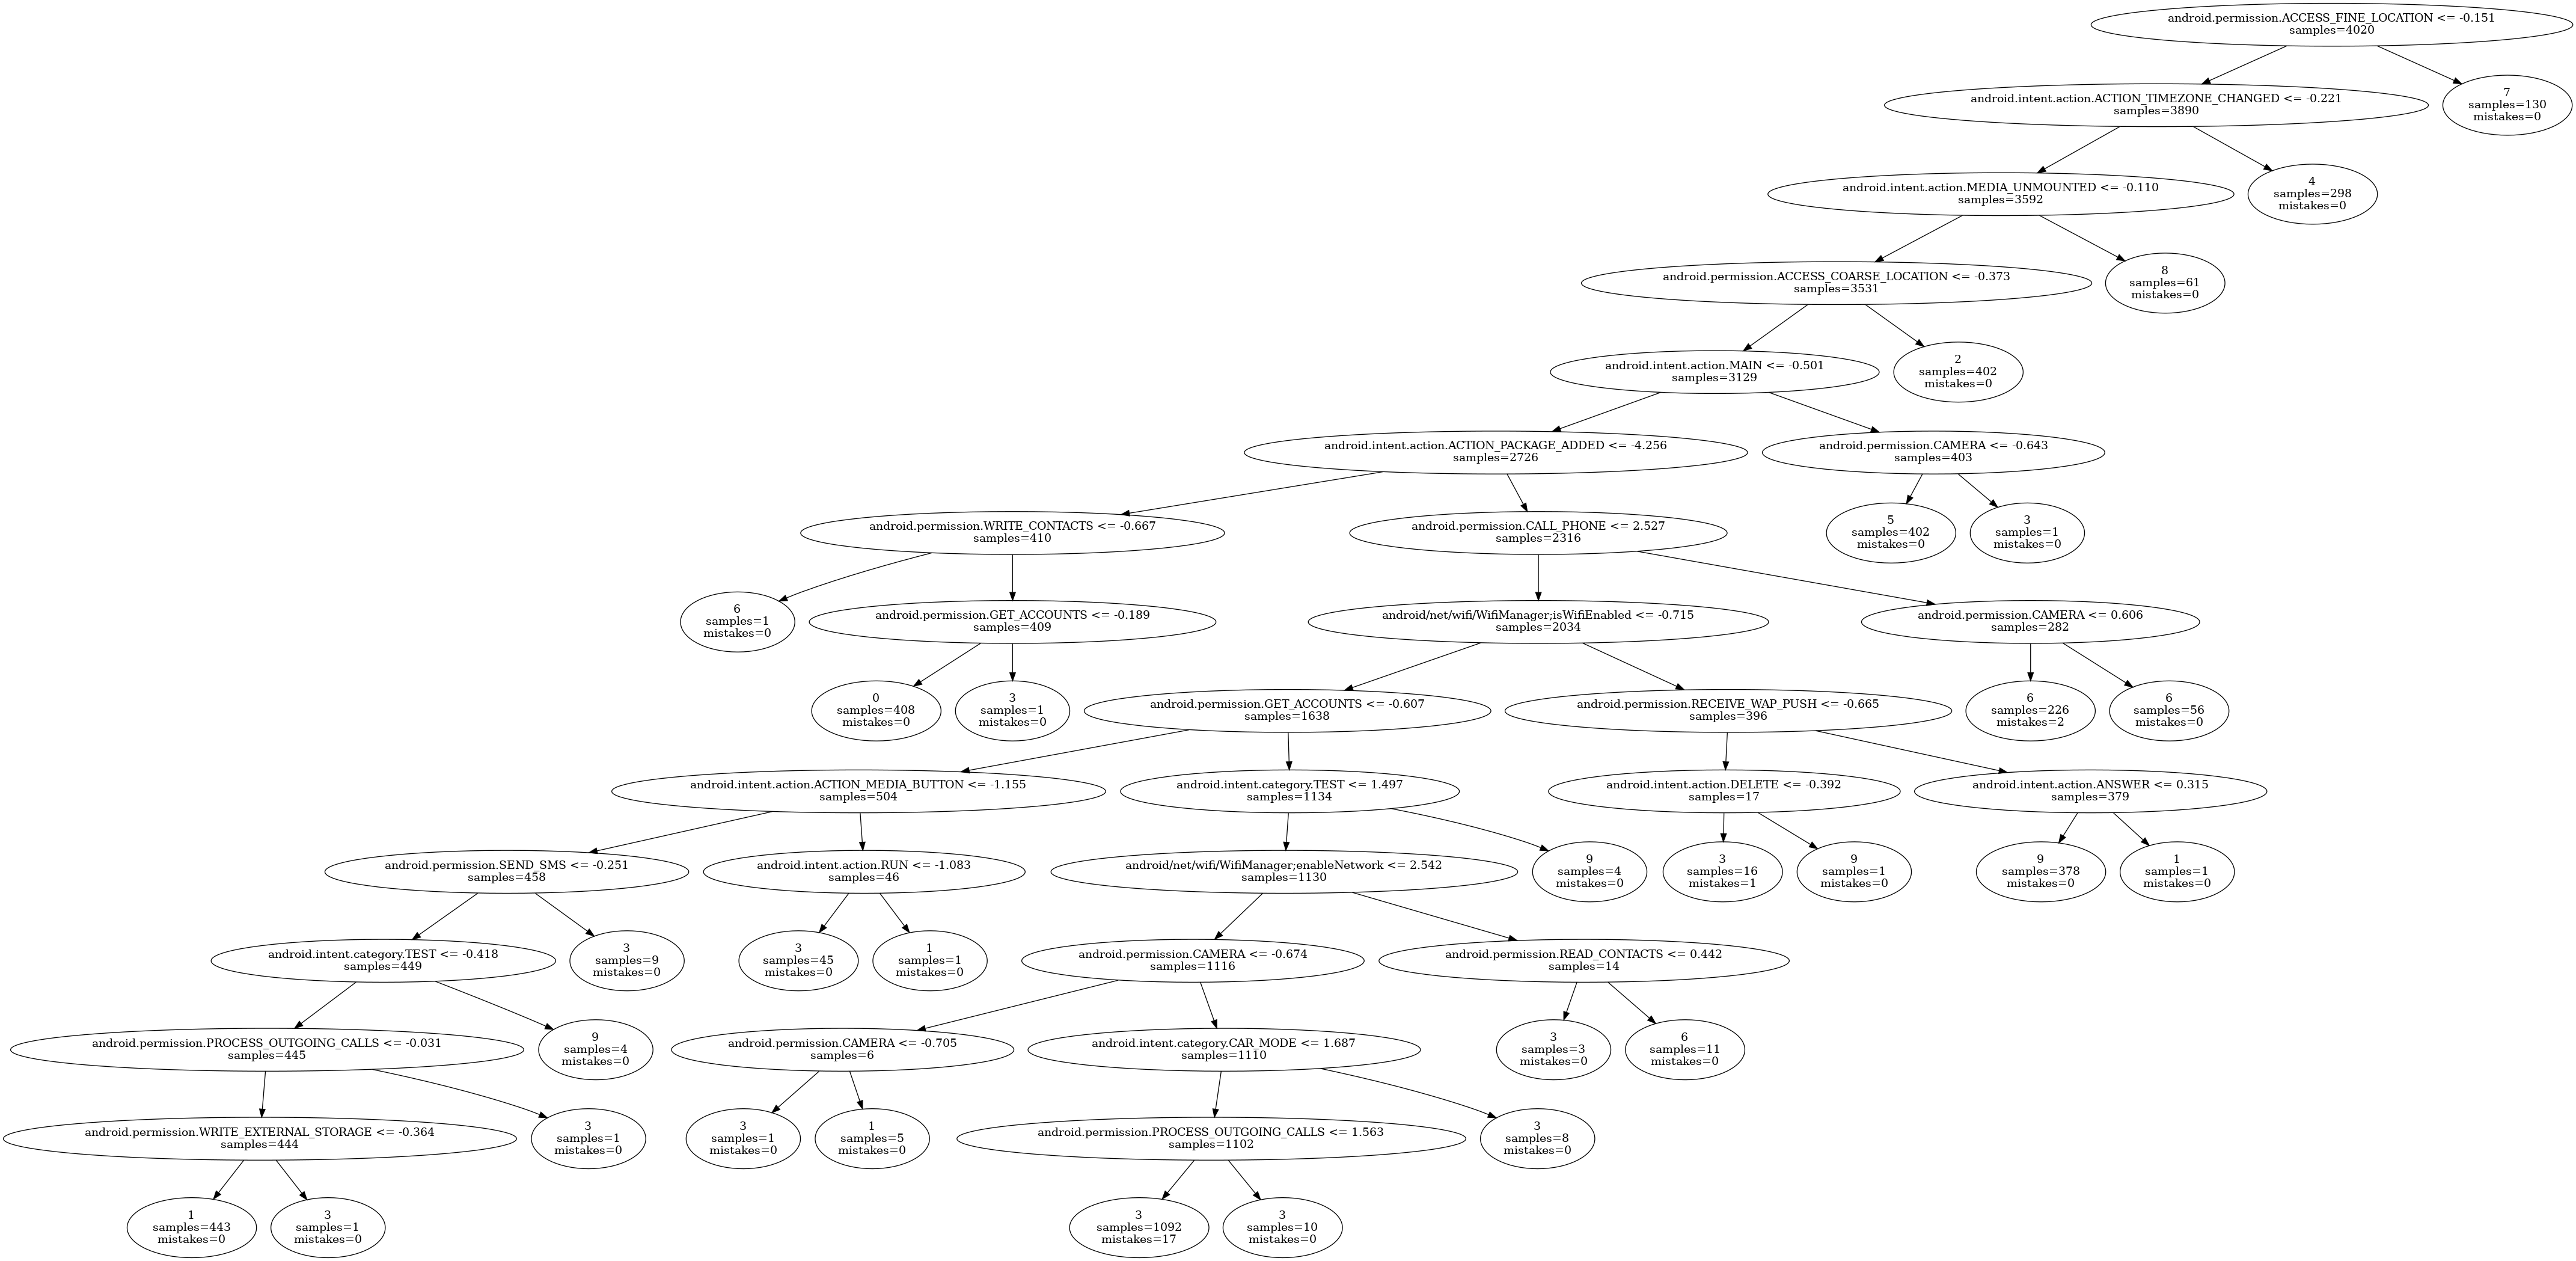 android.permission.ACCESS_FINE_LOCATION <= -0.151
samples=4020
android.intent.action.ACTION_TIMEZONE_CHANGED <= -0.221
samples=3890
7
samples=130
mistakes=0
android.intent.action.MEDIA_UNMOUNTED <= -0.110
samples=3592
4
samples=298
mistakes=0
android.permission.ACCESS_COARSE_LOCATION <= -0.373
samples=3531
8
samples=61
mistakes=0
android.intent.action.MAIN <= -0.501
samples=3129
2
samples=402
mistakes=0
android.intent.action.ACTION_PACKAGE_ADDED <= -4.256
samples=2726
android.permission.CAMERA <= -0.643
samples=403
android.permission.WRITE_CONTACTS <= -0.667
samples=410
android.permission.CALL_PHONE <= 2.527
samples=2316
5
samples=402
mistakes=0
3
samples=1
mistakes=0
6
samples=1
mistakes=0
android.permission.GET_ACCOUNTS <= -0.189
samples=409
android/net/wifi/WifiManager;isWifiEnabled <= -0.715
samples=2034
android.permission.CAMERA <= 0.606
samples=282
0
samples=408
mistakes=0
3
samples=1
mistakes=0
android.permission.GET_ACCOUNTS <= -0.607
samples=1638
android.permission.RECEIVE_WAP_PUSH <= -0.665
samples=396
6
samples=226
mistakes=2
6
samples=56
mistakes=0
android.intent.action.ACTION_MEDIA_BUTTON <= -1.155
samples=504
android.intent.category.TEST <= 1.497
samples=1134
android.intent.action.DELETE <= -0.392
samples=17
android.intent.action.ANSWER <= 0.315
samples=379
android.permission.SEND_SMS <= -0.251
samples=458
android.intent.action.RUN <= -1.083
samples=46
android/net/wifi/WifiManager;enableNetwork <= 2.542
samples=1130
9
samples=4
mistakes=0
3
samples=16
mistakes=1
9
samples=1
mistakes=0
9
samples=378
mistakes=0
1
samples=1
mistakes=0
android.intent.category.TEST <= -0.418
samples=449
3
samples=9
mistakes=0
3
samples=45
mistakes=0
1
samples=1
mistakes=0
android.permission.CAMERA <= -0.674
samples=1116
android.permission.READ_CONTACTS <= 0.442
samples=14
android.permission.PROCESS_OUTGOING_CALLS <= -0.031
samples=445
9
samples=4
mistakes=0
android.permission.CAMERA <= -0.705
samples=6
android.intent.category.CAR_MODE <= 1.687
samples=1110
3
samples=3
mistakes=0
6
samples=11
mistakes=0
android.permission.WRITE_EXTERNAL_STORAGE <= -0.364
samples=444
3
samples=1
mistakes=0
3
samples=1
mistakes=0
1
samples=5
mistakes=0
android.permission.PROCESS_OUTGOING_CALLS <= 1.563
samples=1102
3
samples=8
mistakes=0
1
samples=443
mistakes=0
3
samples=1
mistakes=0
3
samples=1092
mistakes=17
3
samples=10
mistakes=0